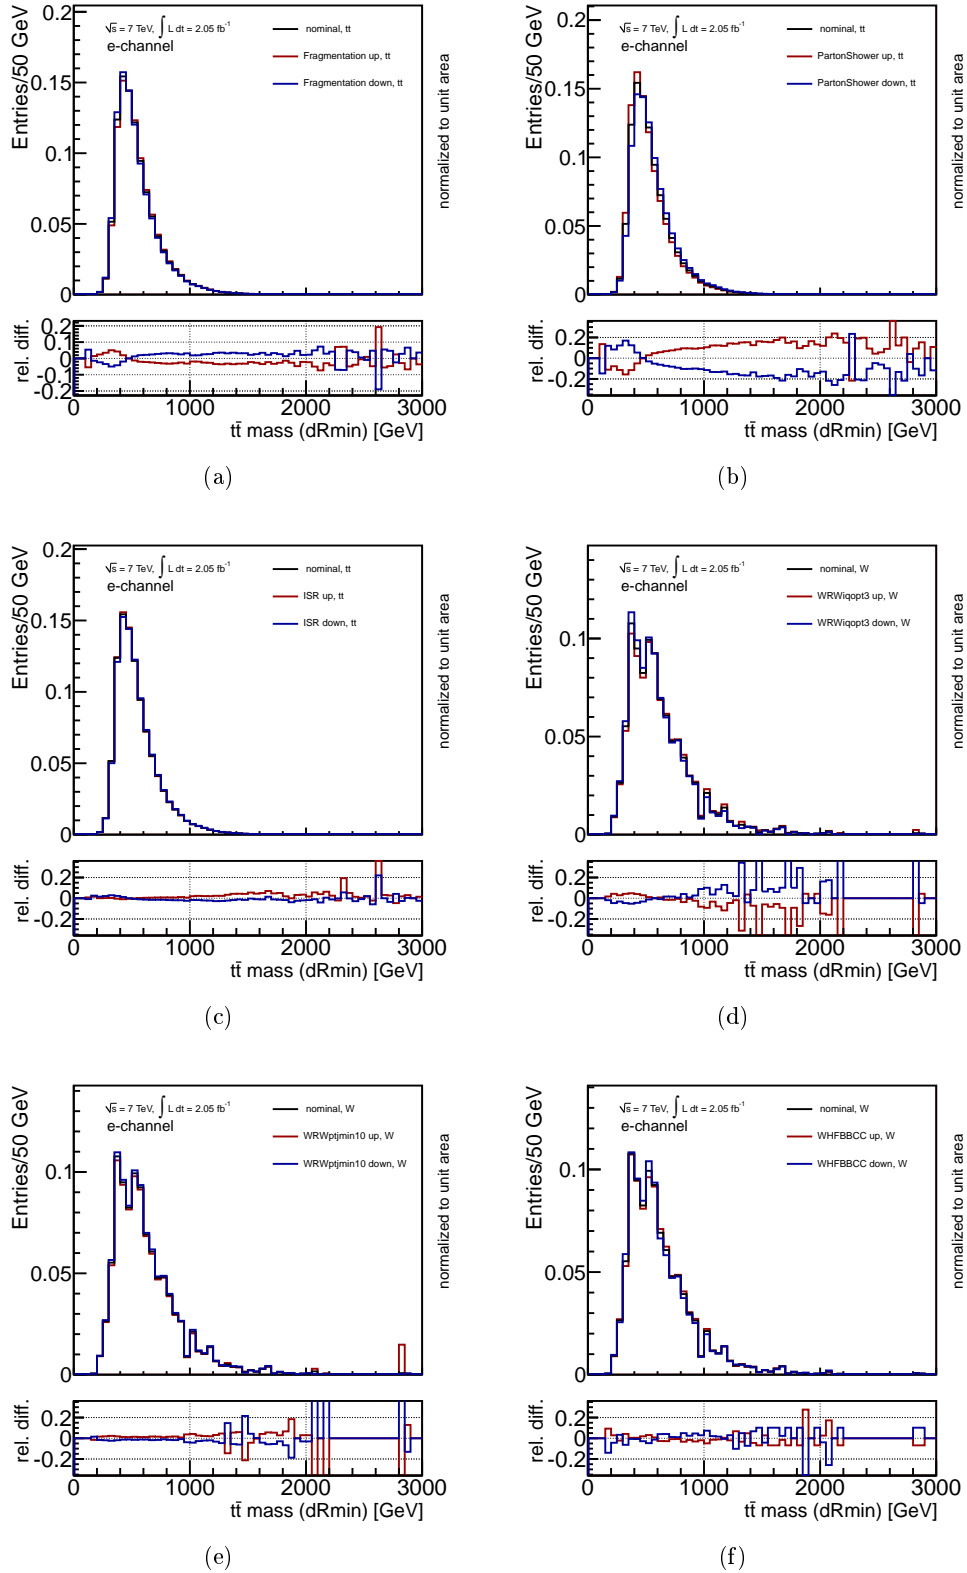 Entries/50 GeV
0.2
0.15
0.1
0.05
0
√s = 7 TeV, ∫ L dt = 2.05 fb⁻¹
e-channel
nominal, tt
Fragmentation up, tt
Fragmentation down, tt
normalized to unit area
rel. diff.
0.2
0.1
0
-0.1
-0.2
0 1000 2000 3000
tt̄ mass (dRmin) [GeV]
(a)
Entries/50 GeV
0.2
0.15
0.1
0.05
0
√s = 7 TeV, ∫ L dt = 2.05 fb⁻¹
e-channel
nominal, tt
PartonShower up, tt
PartonShower down, tt
normalized to unit area
rel. diff.
0.2
0
-0.2
0 1000 2000 3000
tt̄ mass (dRmin) [GeV]
(b)
Entries/50 GeV
0.2
0.15
0.1
0.05
0
√s = 7 TeV, ∫ L dt = 2.05 fb⁻¹
e-channel
nominal, tt
ISR up, tt
ISR down, tt
normalized to unit area
rel. diff.
0.2
0
-0.2
0 1000 2000 3000
tt̄ mass (dRmin) [GeV]
(c)
Entries/50 GeV
0.1
0.05
0
√s = 7 TeV, ∫ L dt = 2.05 fb⁻¹
e-channel
nominal, W
WRWiqopt3 up, W
WRWiqopt3 down, W
normalized to unit area
rel. diff.
0.2
0
-0.2
0 1000 2000 3000
tt̄ mass (dRmin) [GeV]
(d)
Entries/50 GeV
0.1
0.05
0
√s = 7 TeV, ∫ L dt = 2.05 fb⁻¹
e-channel
nominal, W
WRWptjmin10 up, W
WRWptjmin10 down, W
normalized to unit area
rel. diff.
0.2
0
-0.2
0 1000 2000 3000
tt̄ mass (dRmin) [GeV]
(e)
Entries/50 GeV
0.1
0.05
0
√s = 7 TeV, ∫ L dt = 2.05 fb⁻¹
e-channel
nominal, W
WHFBBCC up, W
WHFBBCC down, W
normalized to unit area
rel. diff.
0.2
0
-0.2
0 1000 2000 3000
tt̄ mass (dRmin) [GeV]
(f)